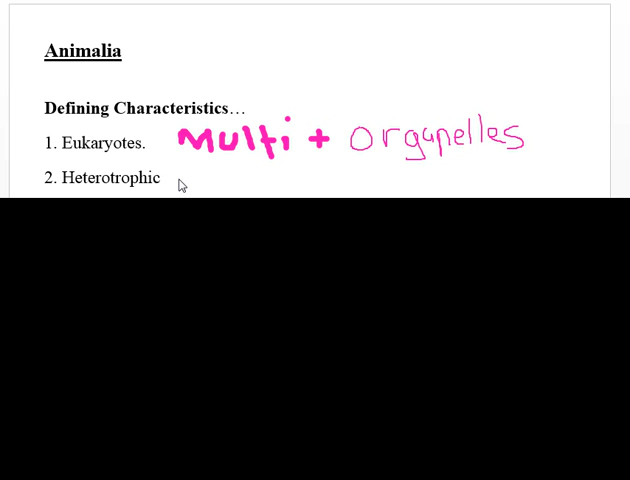 Animalia
Defining Characteristics…
1. Eukaryotes. Multi + Organelles
2. Heterotrophic